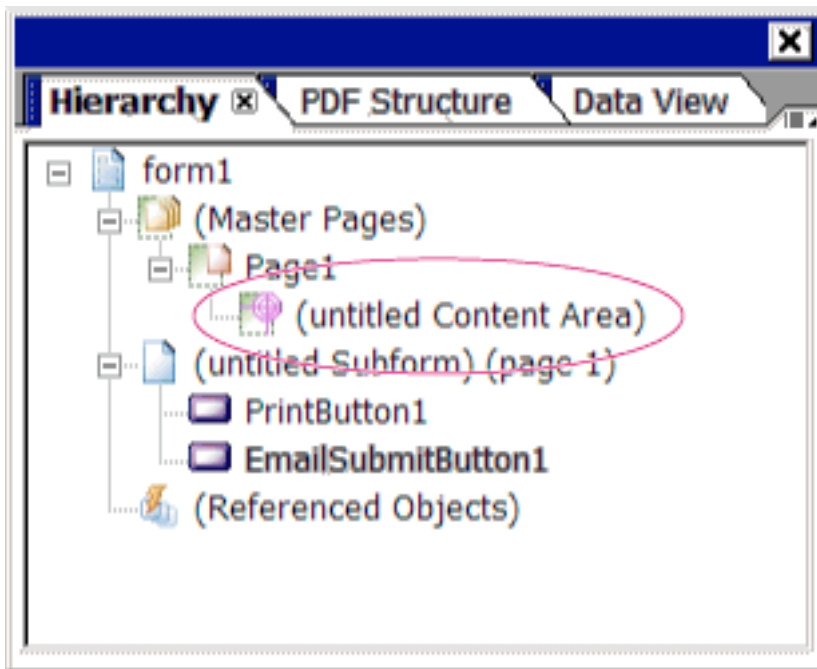 Hierarchy PDF Structure Data View
form1
(Master Pages)
Page1
(untitled Content Area)
(untitled Subform) (page 1)
PrintButton1
EmailSubmitButton1
(Referenced Objects)